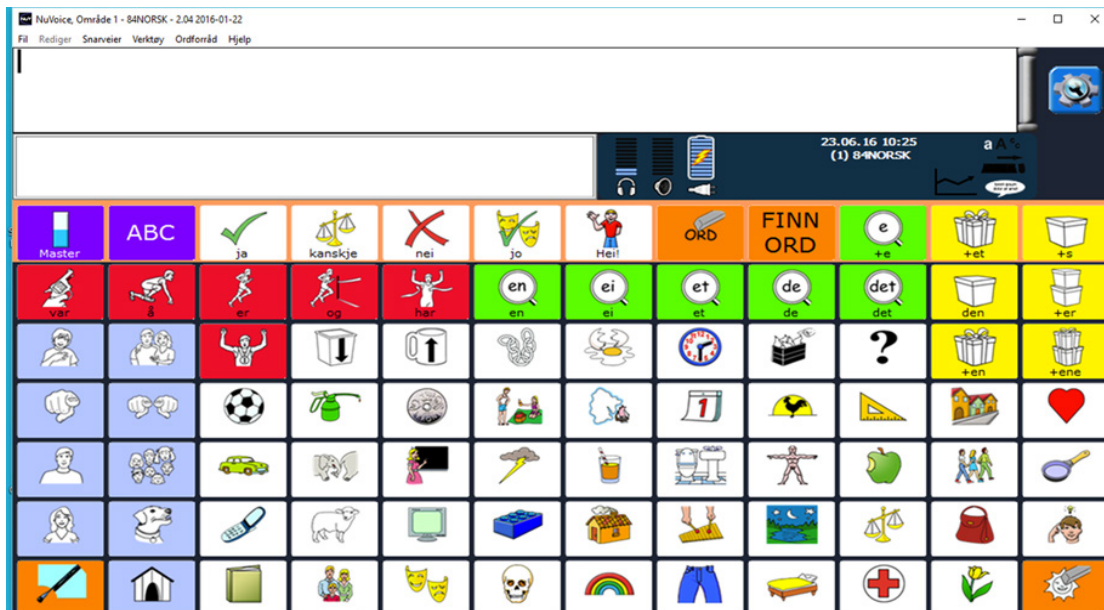 NuVoice, Område 1 - 84NORSK - 2.04 2016-01-22
Fil Rediger Snarveier Verktøy Ordforråd Hjelp
23.06.16 10:25
(1) 84NORSK
a A
Master
ABC
ja
kanskje
nei
jo
Hei!
ORD
FINN
ORD
e
+e
+et
+s
var
å
er
og
har
en
en
ei
ei
et
et
de
de
det
det
den
+er
?
+en
+ene
1